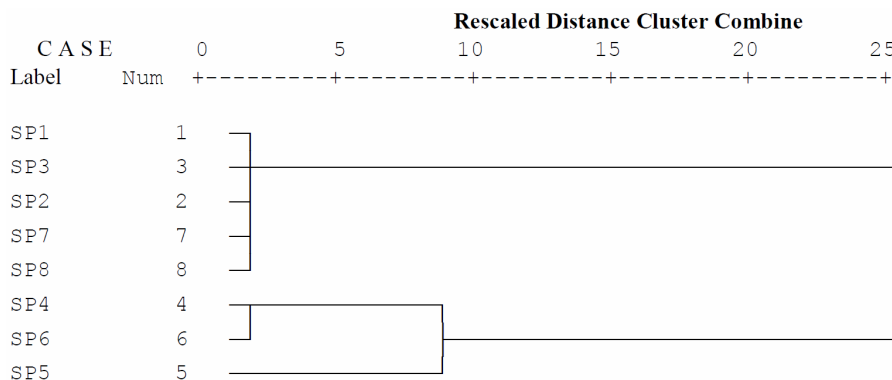 Rescaled Distance Cluster Combine
C A S E 0 5 10 15 20 25
Label Num +---------+---------+---------+---------+---------+
SP1 1
SP3 3
SP2 2
SP7 7
SP8 8
SP4 4
SP6 6
SP5 5